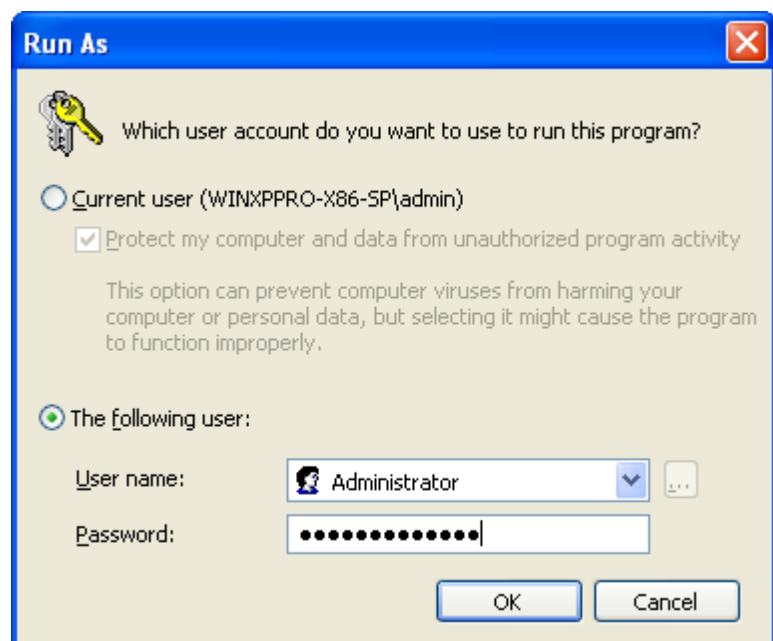 Run As
Which user account do you want to use to run this program?
Current user (WINXPPRO-X86-SP\admin)
Protect my computer and data from unauthorized program activity
This option can prevent computer viruses from harming your
computer or personal data, but selecting it might cause the program
to function improperly.
The following user:
User name: Administrator ...
Password: •••••••••••••
OK Cancel